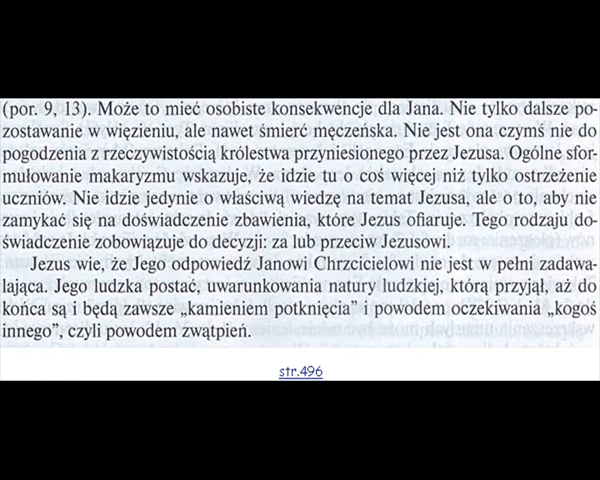 (por. 9, 13). Może to mieć osobiste konsekwencje dla Jana. Nie tylko dalsze po-
zostawanie w więzieniu, ale nawet śmierć męczeńska. Nie jest ona czymś nie do
pogodzenia z rzeczywistością królestwa przyniesionego przez Jezusa. Ogólne sfor-
mułowanie makaryzmu wskazuje, że idzie tu o coś więcej niż tylko ostrzeżenie
uczniów. Nie idzie jedynie o właściwą wiedzę na temat Jezusa, ale o to, aby nie
zamykać się na doświadczenie zbawienia, które Jezus ofiaruje. Tego rodzaju do-
świadczenie zobowiązuje do decyzji: za lub przeciw Jezusowi.
Jezus wie, że Jego odpowiedź Janowi Chrzcicielowi nie jest w pełni zadawa-
lająca. Jego ludzka postać, uwarunkowania natury ludzkiej, którą przyjął, aż do
końca są i będą zawsze „kamieniem potknięcia” i powodem oczekiwania „kogoś
innego”, czyli powodem zwątpień.
str.496